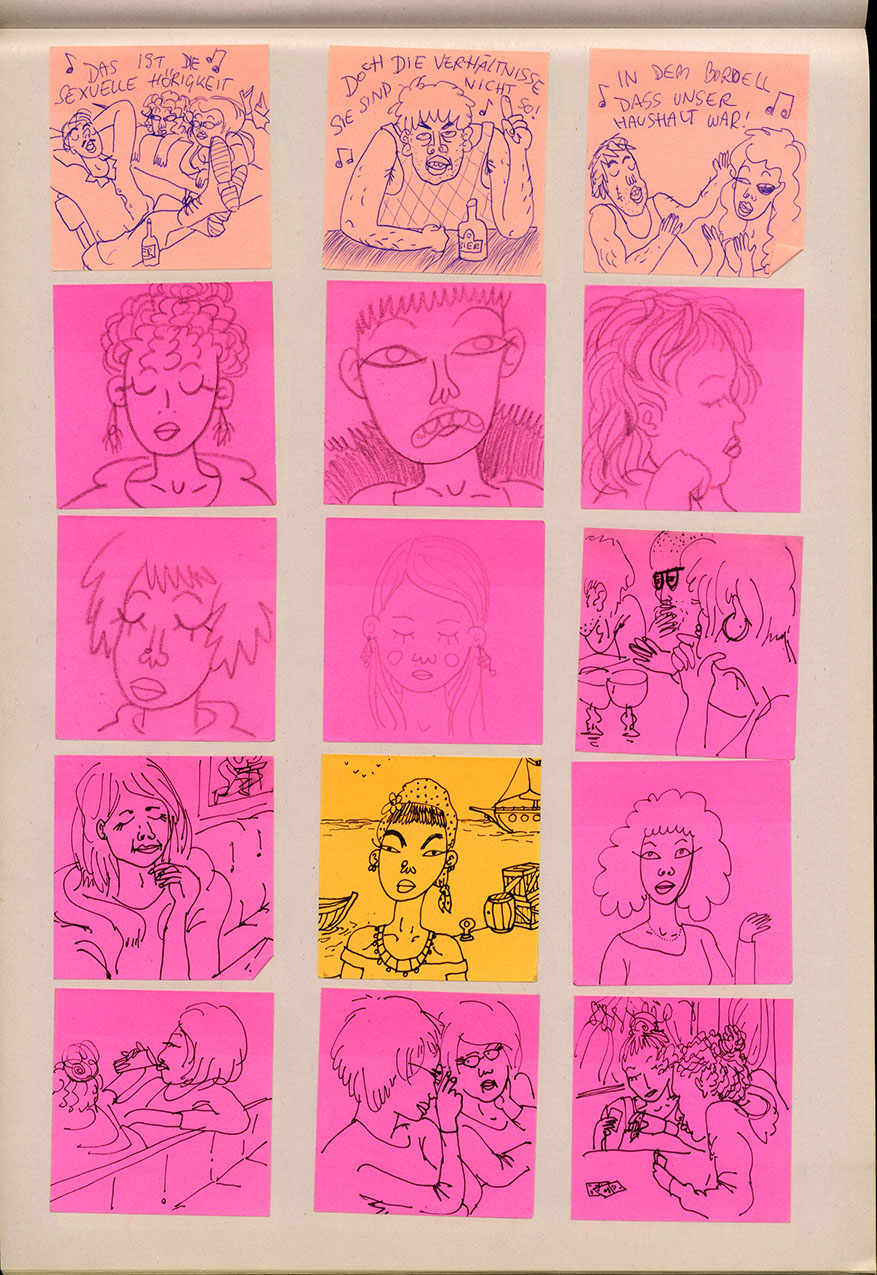 DAS IST DIE
SEXUELLE HÖRIGKEIT
DOCH DIE VERHÄLTNISSE
SIE SIND NICHT SO!
IN DEM BORDELL
DASS UNSER
HAUSHALT WAR!